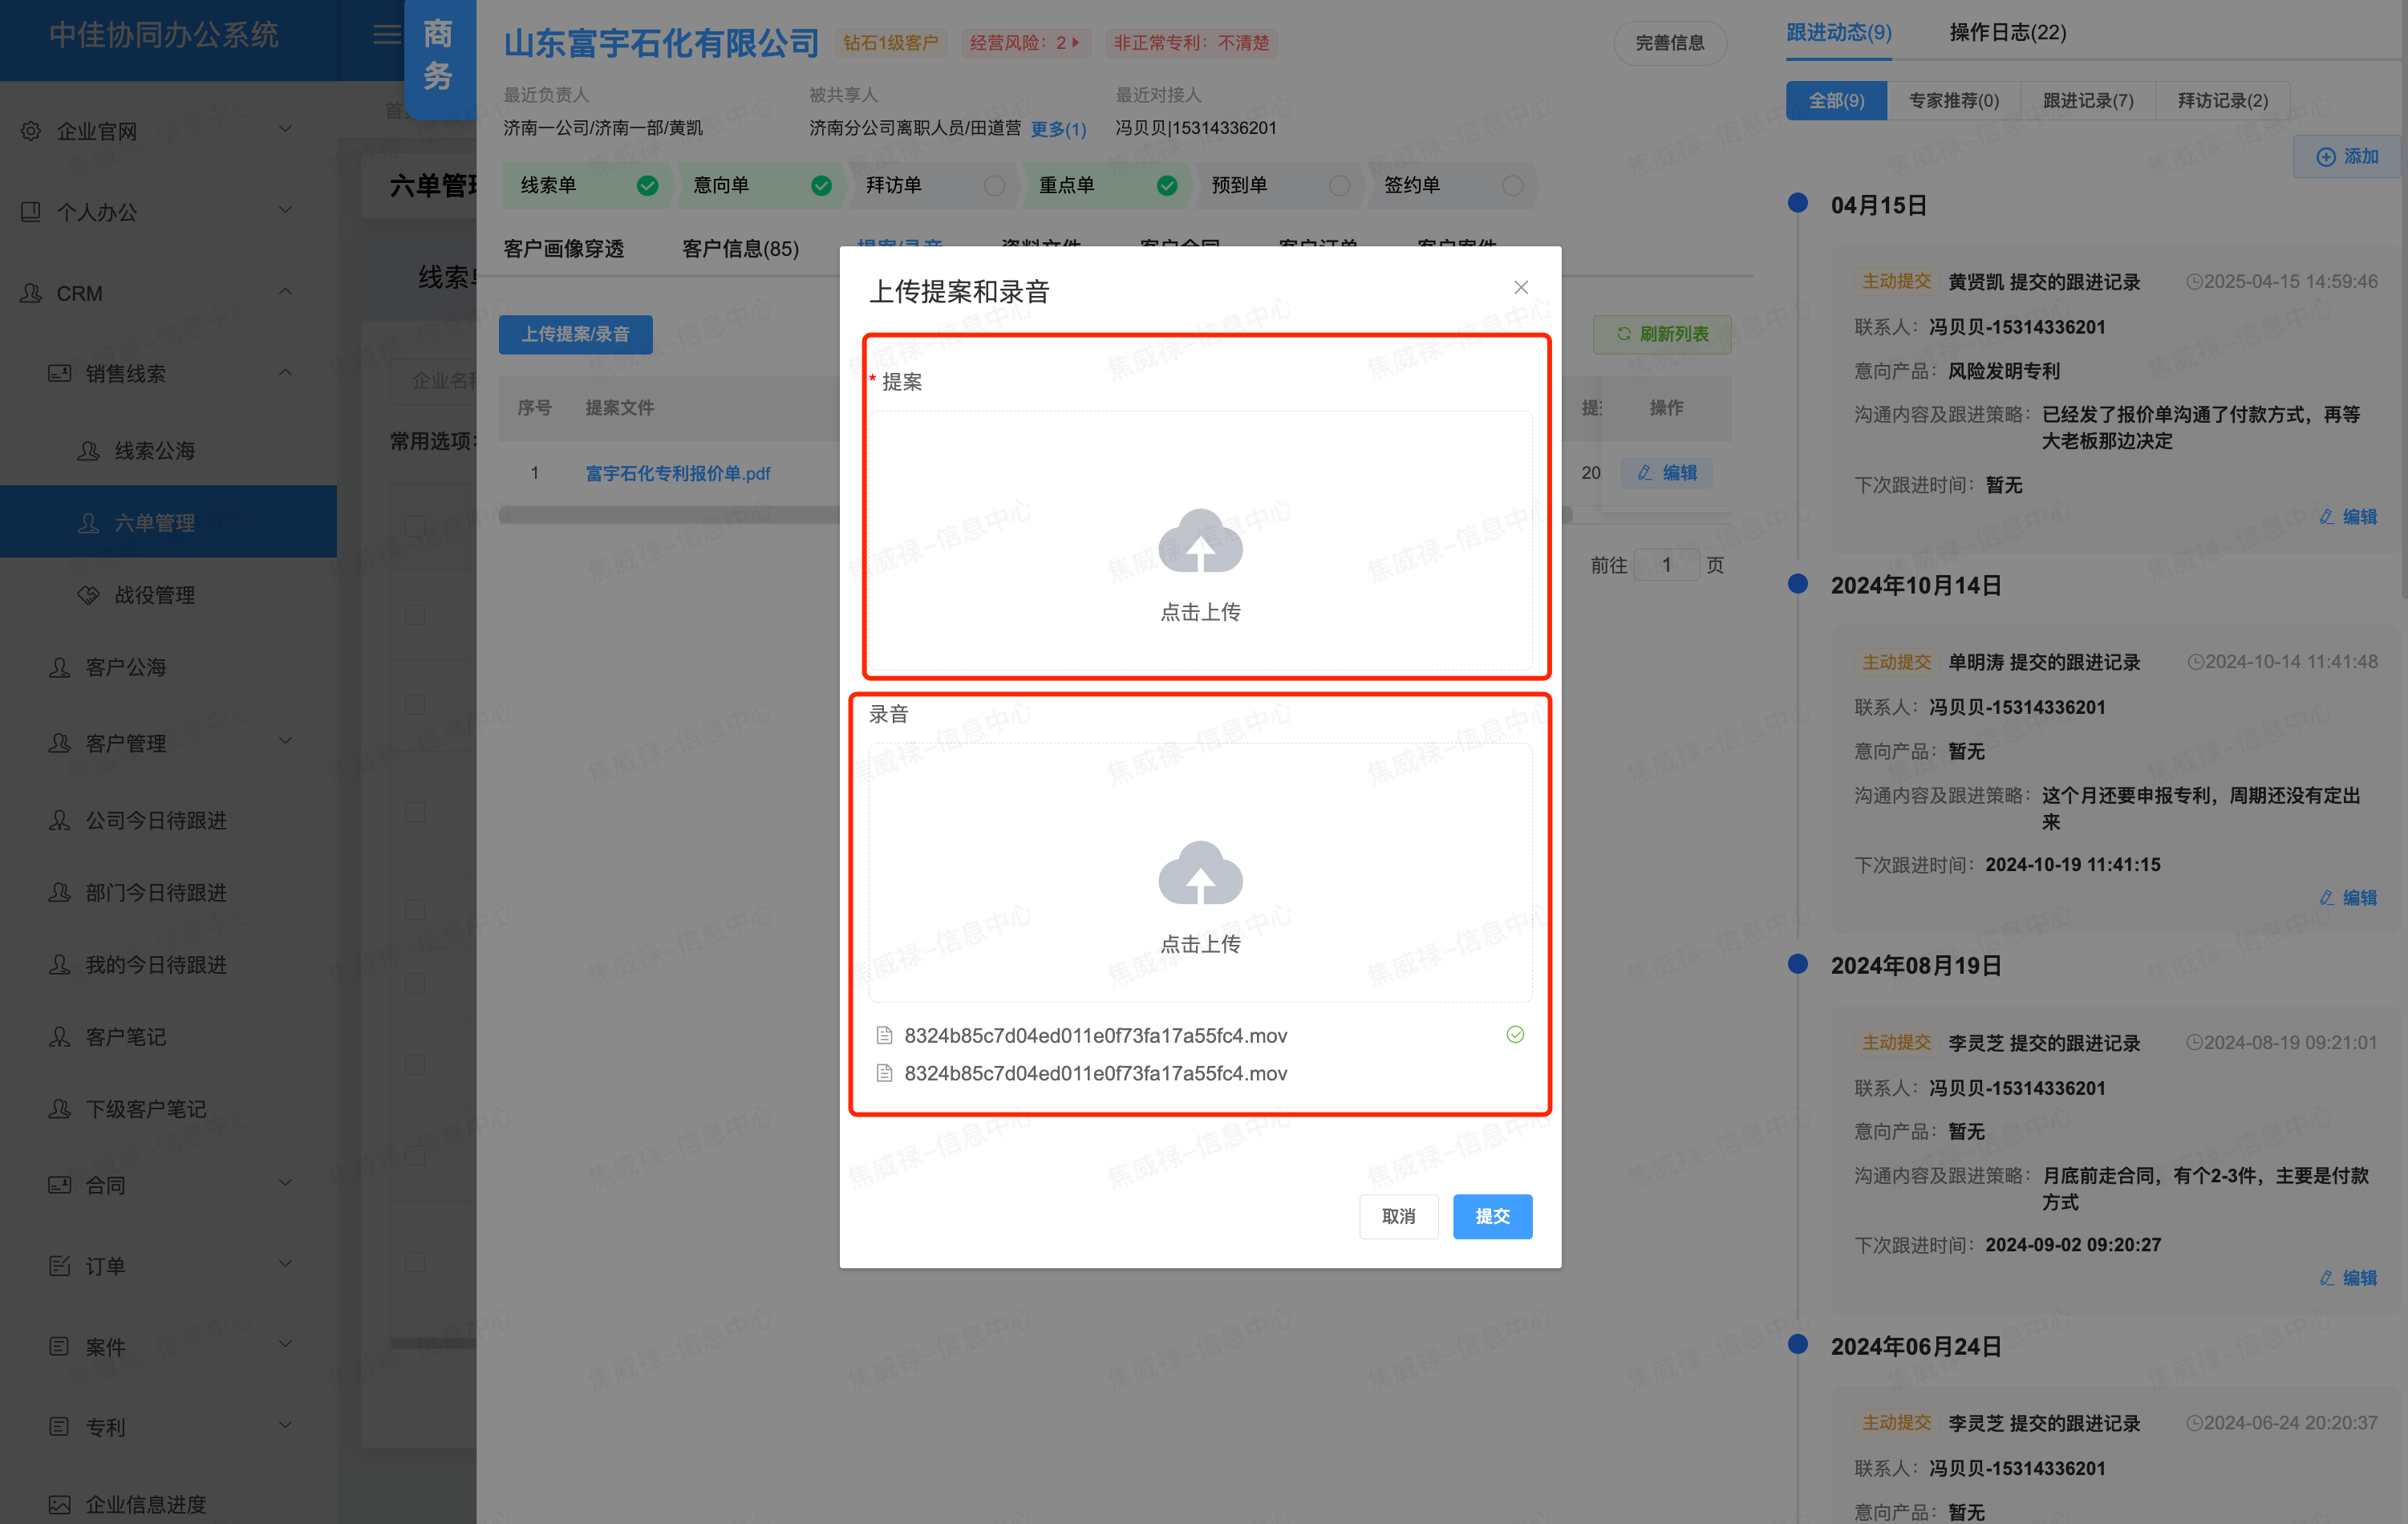 中佳协同办公系统
企业官网
个人办公
CRM
销售线索
线索公海
六单管理
战役管理
客户公海
客户管理
公司今日待跟进
部门今日待跟进
我的今日待跟进
客户笔记
下级客户笔记
合同
订单
案件
专利
企业信息进度
六单管
线索
企业名
常用选项:
商务
山东富宇石化有限公司
钻石1级客户
经营风险：2
非正常专利：不清楚
完善信息
最近负责人
济南一公司/济南一部/黄凯
被共享人
济南分公司离职人员/田道营 更多(1)
最近对接人
冯贝贝|15314336201
线索单
意向单
拜访单
重点单
预到单
签约单
客户画像穿透
客户信息(85)
提案/录音
资料文件
客户合同
客户订单
客户案件
上传提案/录音
刷新列表
序号
提案文件
操作
1
富宇石化专利报价单.pdf
20
编辑
前往 1 页
上传提案和录音
* 提案
点击上传
录音
点击上传
8324b85c7d04ed011e0f73fa17a55fc4.mov
8324b85c7d04ed011e0f73fa17a55fc4.mov
取消
提交
跟进动态(9)
操作日志(22)
全部(9)
专家推荐(0)
跟进记录(7)
拜访记录(2)
添加
04月15日
主动提交 黄贤凯 提交的跟进记录 2025-04-15 14:59:46
联系人：冯贝贝-15314336201
意向产品：风险发明专利
沟通内容及跟进策略：已经发了报价单沟通了付款方式，再等
大老板那边决定
下次跟进时间：暂无
编辑
2024年10月14日
主动提交 单明涛 提交的跟进记录 2024-10-14 11:41:48
联系人：冯贝贝-15314336201
意向产品：暂无
沟通内容及跟进策略：这个月还要申报专利，周期还没有定出
来
下次跟进时间：2024-10-19 11:41:15
编辑
2024年08月19日
主动提交 李灵芝 提交的跟进记录 2024-08-19 09:21:01
联系人：冯贝贝-15314336201
意向产品：暂无
沟通内容及跟进策略：月底前走合同，有个2-3件，主要是付款
方式
下次跟进时间：2024-09-02 09:20:27
编辑
2024年06月24日
主动提交 李灵芝 提交的跟进记录 2024-06-24 20:20:37
联系人：冯贝贝-15314336201
意向产品：暂无
焦威禄-信息中心